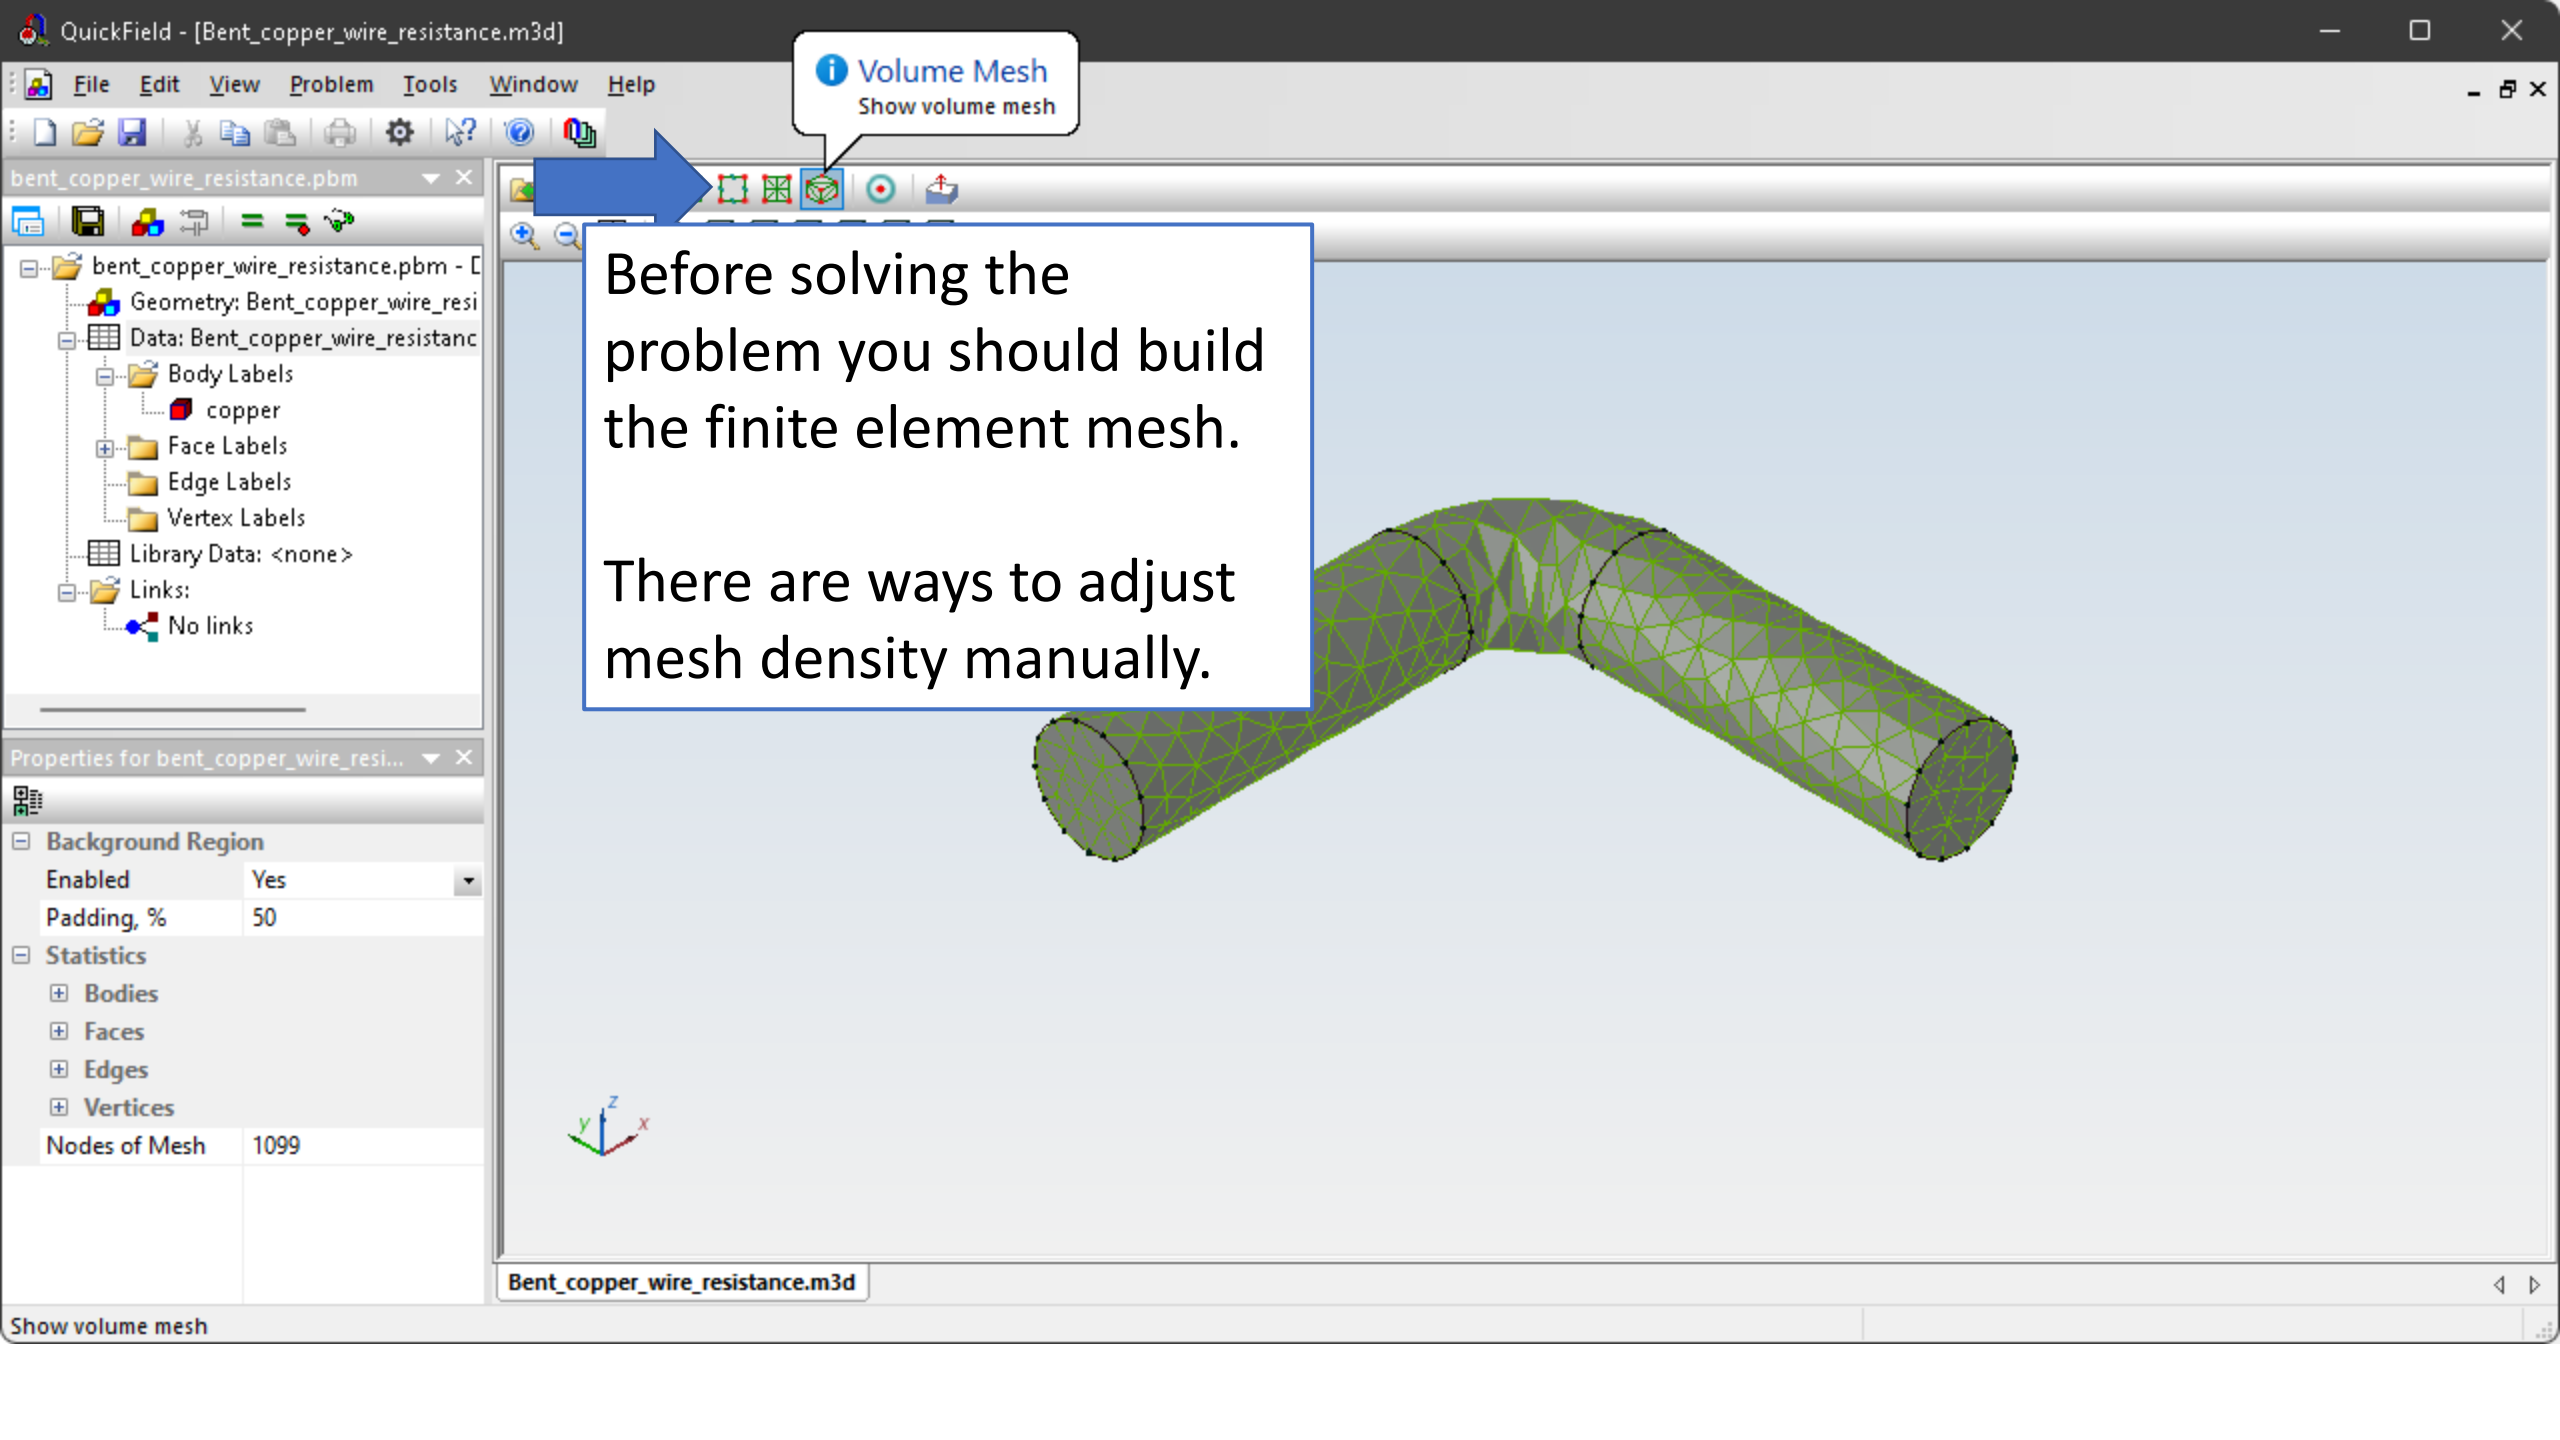 QuickField - [Bent_copper_wire_resistance.m3d]
File Edit View Problem Tools Window Help
Volume Mesh
Show volume mesh
bent_copper_wire_resistance.pbm
bent_copper_wire_resistance.pbm - 
Geometry: Bent_copper_wire_resi
Data: Bent_copper_wire_resistanc
Body Labels
copper
Face Labels
Edge Labels
Vertex Labels
Library Data: <none>
Links:
No links
Before solving the
problem you should build
the finite element mesh.
There are ways to adjust
mesh density manually.
Properties for bent_copper_wire_resi...
Background Region
Enabled Yes
Padding, % 50
Statistics
Bodies
Faces
Edges
Vertices
Nodes of Mesh 1099
z
y x
Bent_copper_wire_resistance.m3d
Show volume mesh